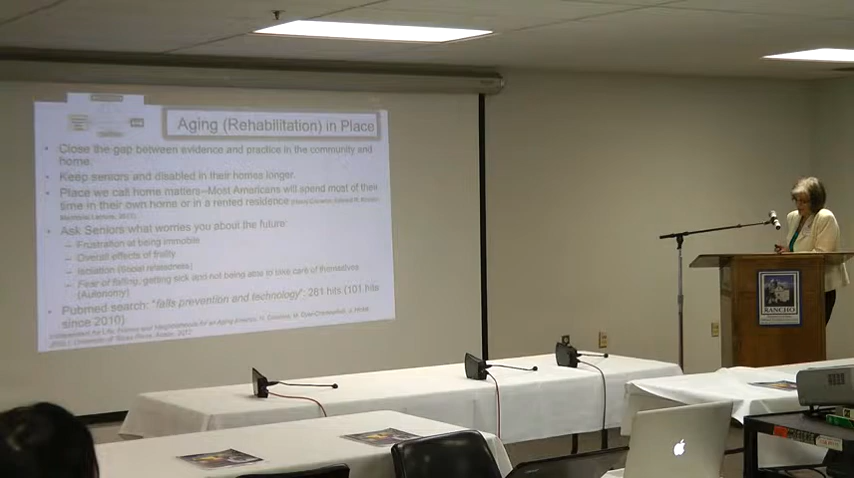 Aging (Rehabilitation) in Place
• Close the gap between evidence and practice in the community and
home.
• Keep seniors and disabled in their homes longer.
• Place we call home matters--Most Americans will spend most of their
time in their own home or in a rented residence
• Ask Seniors what worries you about the future:
– Frustration at being immobile
– Overall effects of frailty
– Isolation (Social relatedness)
– Fear of falling, getting sick and not being able to take care of themselves
(Autonomy)
• Pubmed search: "falls prevention and technology": 281 hits (101 hits
since 2010)
RANCHO